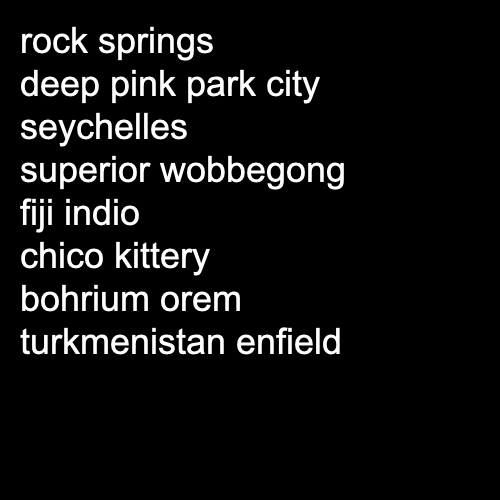 rock springs
deep pink park city
seychelles
superior wobbegong
fiji indio
chico kittery
bohrium orem
turkmenistan enfield